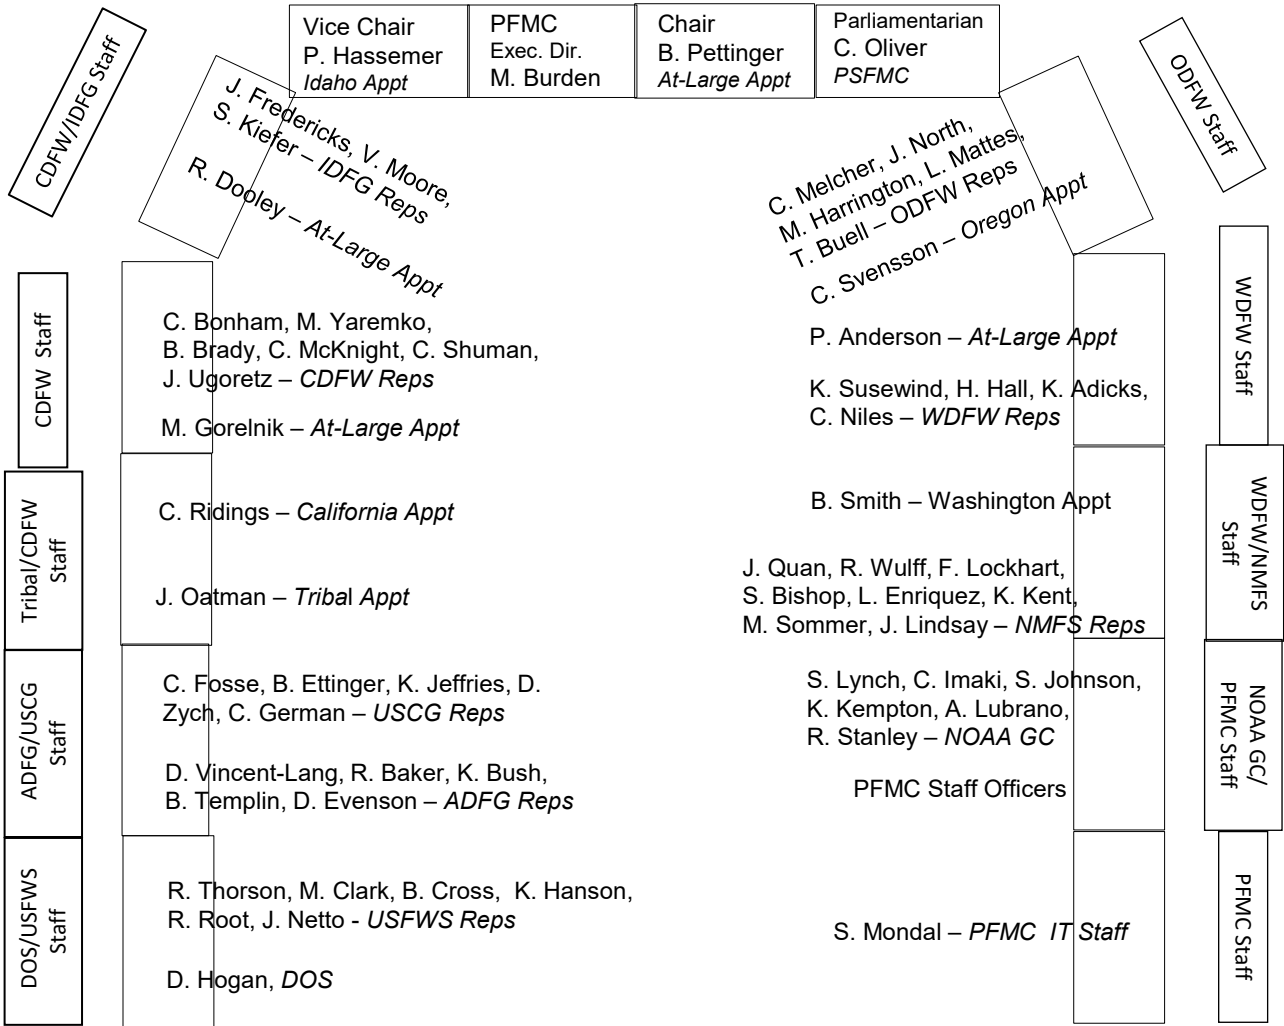 Vice Chair
P. Hassemer
Idaho Appt
PFMC
Exec. Dir.
M. Burden
Chair
B. Pettinger
At-Large Appt
Parliamentarian
C. Oliver
PSFMC
CDFW/IDFG Staff
J. Fredericks, V. Moore,
S. Kiefer – IDFG Reps
R. Dooley – At-Large Appt
C. Melcher, J. North,
M. Harrington, L. Mattes,
T. Buell – ODFW Reps
C. Svensson – Oregon Appt
ODFW Staff
CDFW Staff
C. Bonham, M. Yaremko,
B. Brady, C. McKnight, C. Shuman,
J. Ugoretz – CDFW Reps
M. Gorelnik – At-Large Appt
P. Anderson – At-Large Appt
K. Susewind, H. Hall, K. Adicks,
C. Niles – WDFW Reps
WDFW Staff
Tribal/CDFW
Staff
C. Ridings – California Appt
J. Oatman – Tribal Appt
B. Smith – Washington Appt
J. Quan, R. Wulff, F. Lockhart,
S. Bishop, L. Enriquez, K. Kent,
M. Sommer, J. Lindsay – NMFS Reps
WDFW/NMFS
Staff
ADFG/USCG
Staff
C. Fosse, B. Ettinger, K. Jeffries, D.
Zych, C. German – USCG Reps
D. Vincent-Lang, R. Baker, K. Bush,
B. Templin, D. Evenson – ADFG Reps
S. Lynch, C. Imaki, S. Johnson,
K. Kempton, A. Lubrano,
R. Stanley – NOAA GC
PFMC Staff Officers
NOAA GC/
PFMC Staff
DOS/USFWS
Staff
R. Thorson, M. Clark, B. Cross, K. Hanson,
R. Root, J. Netto - USFWS Reps
D. Hogan, DOS
S. Mondal – PFMC IT Staff
PFMC Staff